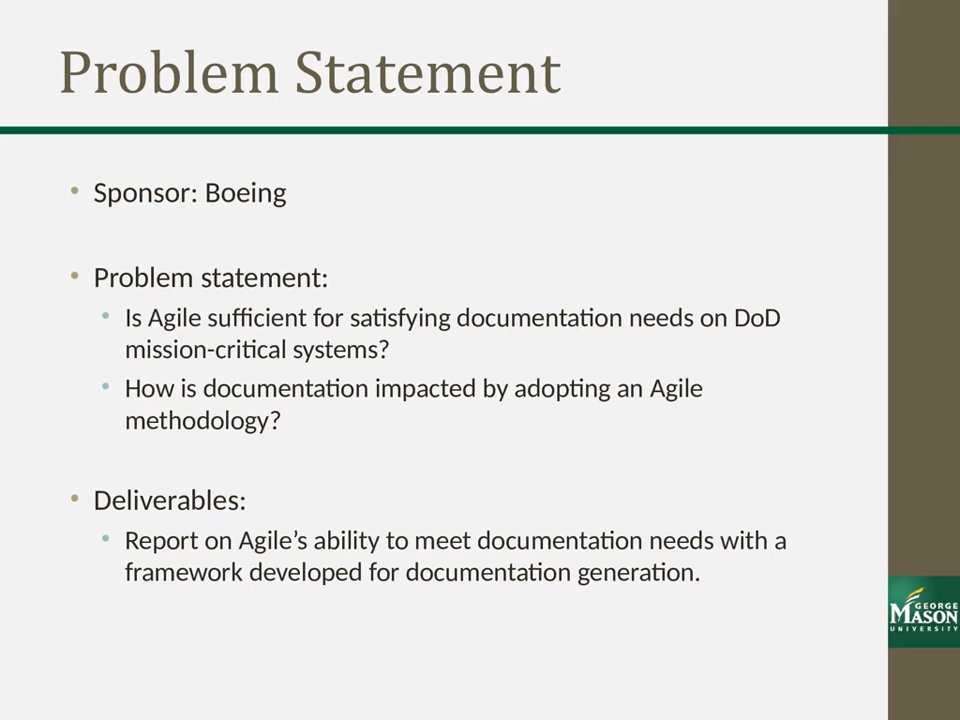 Problem Statement
• Sponsor: Boeing
• Problem statement:
• Is Agile sufficient for satisfying documentation needs on DoD
mission-critical systems?
• How is documentation impacted by adopting an Agile
methodology?
• Deliverables:
• Report on Agile’s ability to meet documentation needs with a
framework developed for documentation generation.
GEORGE
MASON
UNIVERSITY